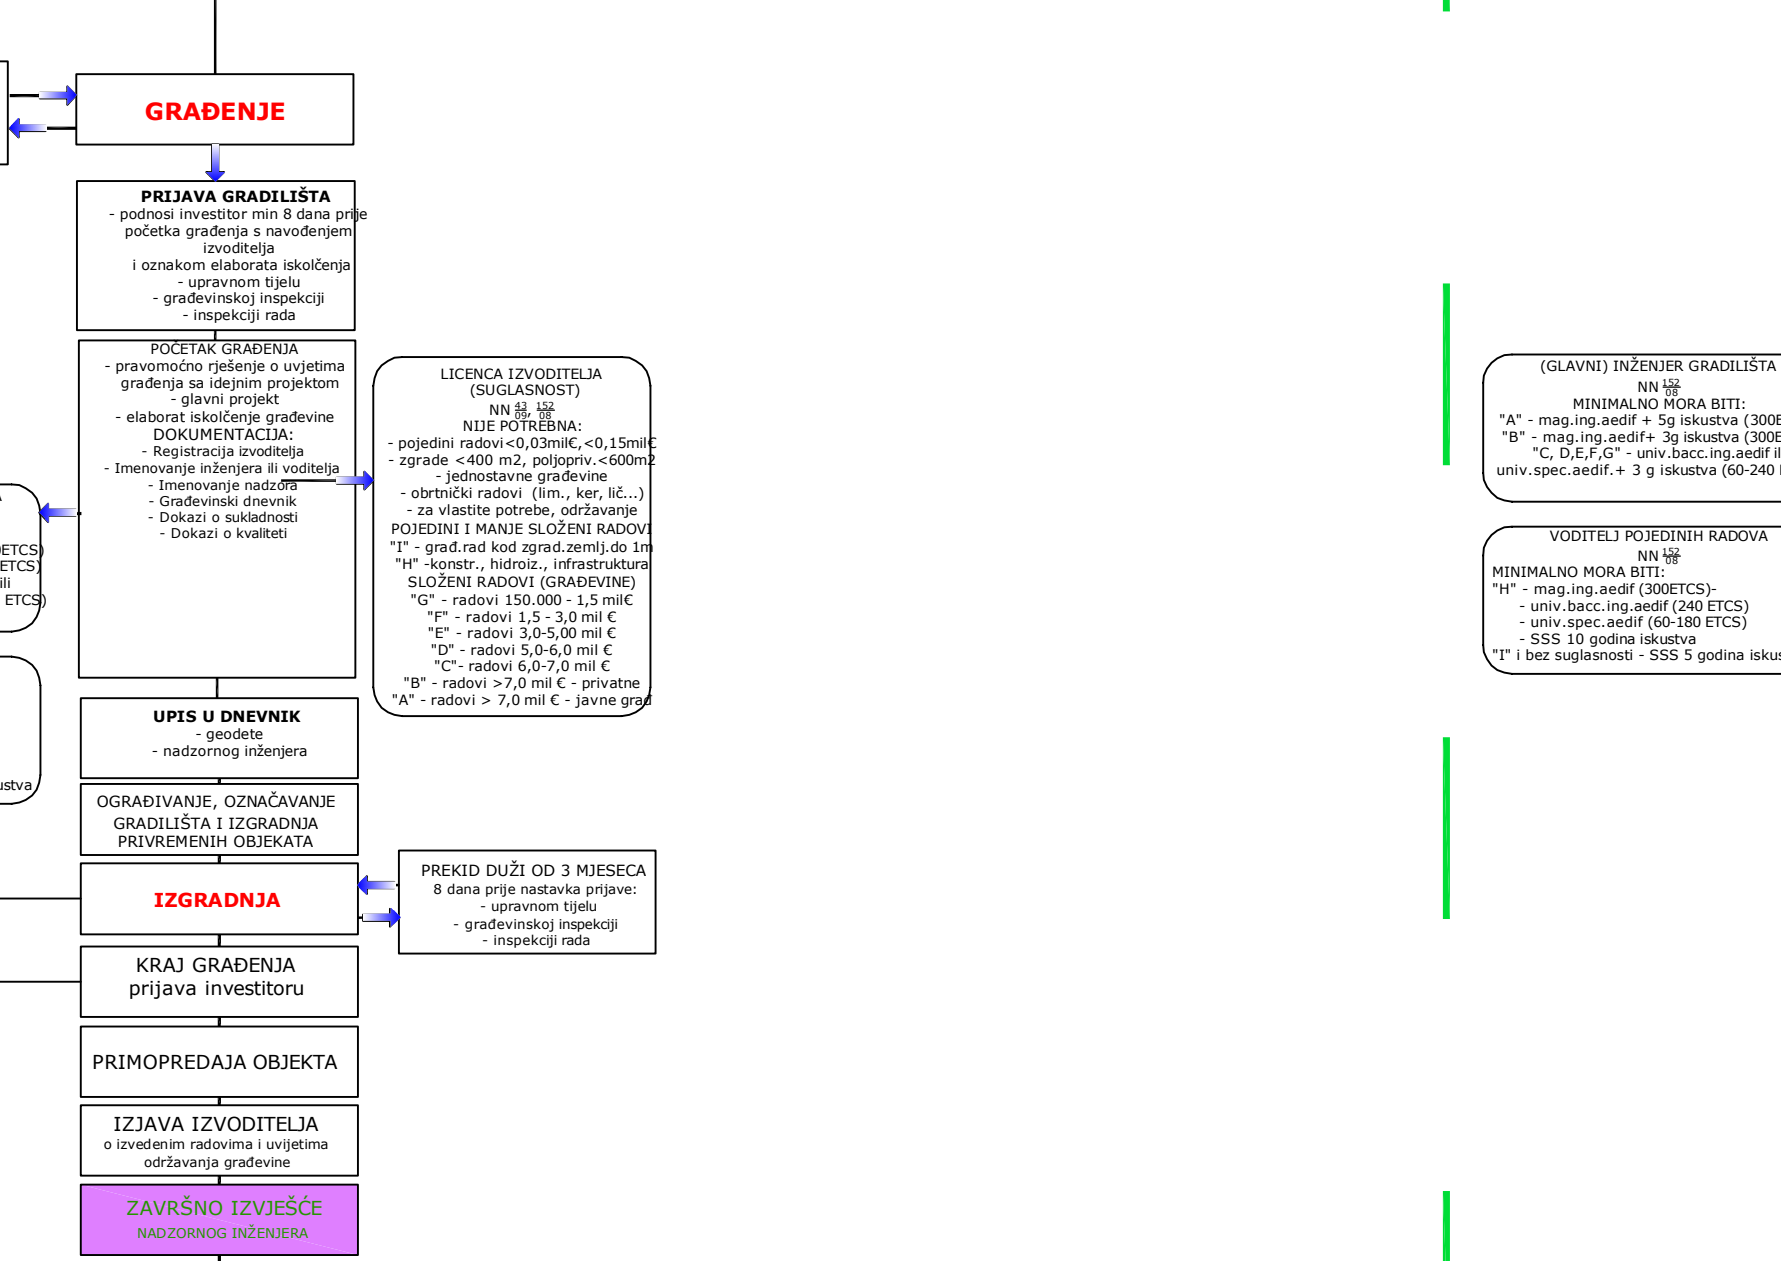 GRAĐENJE
PRIJAVA GRADILIŠTA
- podnosi investitor min 8 dana prije
početka građenja s navođenjem
izvoditelja
i oznakom elaborata iskolčenja
- upravnom tijelu
- građevinskoj inspekciji
- inspekciji rada
POČETAK GRAĐENJA
- pravomoćno rješenje o uvjetima
građenja sa idejnim projektom
- glavni projekt
- elaborat iskolčenje građevine
DOKUMENTACIJA:
- Registracija izvoditelja
- Imenovanje inženjera ili voditelja
- Imenovanje nadzora
- Građevinski dnevnik
- Dokazi o sukladnosti
- Dokazi o kvaliteti
LICENCA IZVODITELJA
(SUGLASNOST)
NN 43/09, 152/08
NIJE POTREBNA:
- pojedini radovi<0,03mil€,<0,15mil€
- zgrade <400 m2, poljopriv.<600m2
- jednostavne građevine
- obrtnički radovi (lim., ker, lič...)
- za vlastite potrebe, održavanje
POJEDINI I MANJE SLOŽENI RADOVI
"I" - građ.rad kod zgrad.zemlj.do 1m
"H" -konstr., hidroiz., infrastruktura
SLOŽENI RADOVI (GRAĐEVINE)
"G" - radovi 150.000 - 1,5 mil€
"F" - radovi 1,5 - 3,0 mil €
"E" - radovi 3,0-5,00 mil €
"D" - radovi 5,0-6,0 mil €
"C"- radovi 6,0-7,0 mil €
"B" - radovi >7,0 mil € - privatne
"A" - radovi > 7,0 mil € - javne građ
ETCS)
ETCS)
ili
ETCS)
ustva
UPIS U DNEVNIK
- geodete
- nadzornog inženjera
OGRAĐIVANJE, OZNAČAVANJE
GRADILIŠTA I IZGRADNJA
PRIVREMENIH OBJEKATA
IZGRADNJA
PREKID DUŽI OD 3 MJESECA
8 dana prije nastavka prijave:
- upravnom tijelu
- građevinskoj inspekciji
- inspekciji rada
KRAJ GRAĐENJA
prijava investitoru
PRIMOPREDAJA OBJEKTA
IZJAVA IZVODITELJA
o izvedenim radovima i uvijetima
održavanja građevine
ZAVRŠNO IZVJEŠĆE
NADZORNOG INŽENJERA
(GLAVNI) INŽENJER GRADILIŠTA
NN 152/08
MINIMALNO MORA BITI:
"A" - mag.ing.aedif + 5g iskustva (300E
"B" - mag.ing.aedif+ 3g iskustva (300E
"C, D,E,F,G" - univ.bacc.ing.aedif il
univ.spec.aedif.+ 3 g iskustva (60-240
VODITELJ POJEDINIH RADOVA
NN 152/08
MINIMALNO MORA BITI:
"H" - mag.ing.aedif (300ETCS)-
- univ.bacc.ing.aedif (240 ETCS)
- univ.spec.aedif (60-180 ETCS)
- SSS 10 godina iskustva
"I" i bez suglasnosti - SSS 5 godina isku